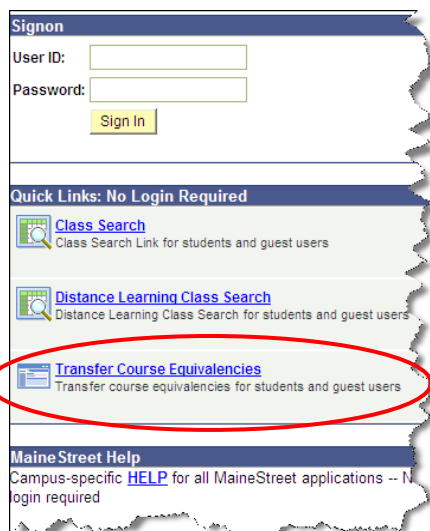 Signon
User ID:
Password:
Sign In
Quick Links: No Login Required
Class Search
Class Search Link for students and guest users
Distance Learning Class Search
Distance Learning Class Search for students and guest users
Transfer Course Equivalencies
Transfer course equivalencies for students and guest users
MaineStreet Help
Campus-specific HELP for all MaineStreet applications -- N
login required